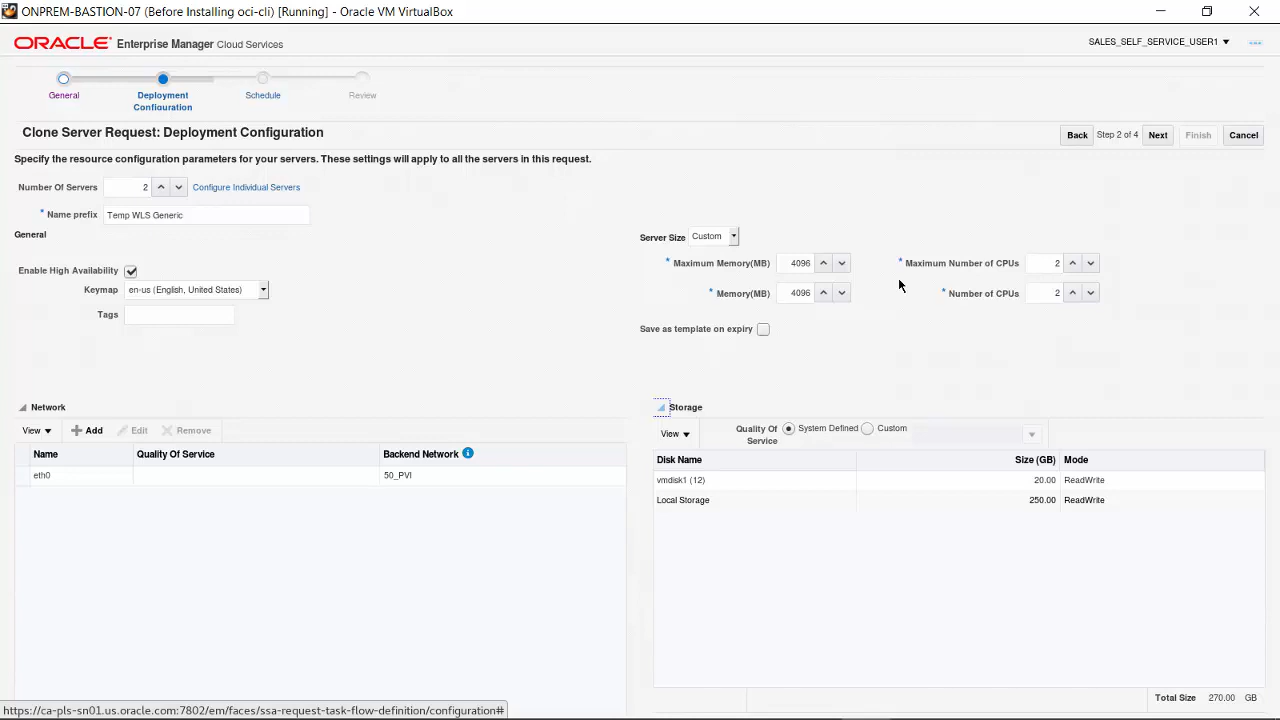 ONPREM-BASTION-07 (Before Installing oci-cli) [Running] - Oracle VM VirtualBox
ORACLE Enterprise Manager Cloud Services
SALES_SELF_SERVICE_USER1
General
Deployment Configuration
Schedule
Review
Clone Server Request: Deployment Configuration
Back Step 2 of 4 Next Finish Cancel
Specify the resource configuration parameters for your servers. These settings will apply to all the servers in this request.
Number Of Servers 2 Configure Individual Servers
* Name prefix Temp WLS Generic
General
Server Size Custom
* Maximum Memory(MB) 4096 * Maximum Number of CPUs 2
Enable High Availability
Keymap en-us (English, United States)
* Memory(MB) 4096 * Number of CPUs 2
Tags
Save as template on expiry
Network
View Add Edit Remove
Name Quality Of Service Backend Network
eth0 50_PVI
Storage
View Quality Of Service System Defined Custom
Disk Name Size (GB) Mode
vmdisk1 (12) 20.00 ReadWrite
Local Storage 250.00 ReadWrite
Total Size 270.00 GB
https://ca-pls-sn01.us.oracle.com:7802/em/faces/ssa-request-task-flow-definition/configuration#